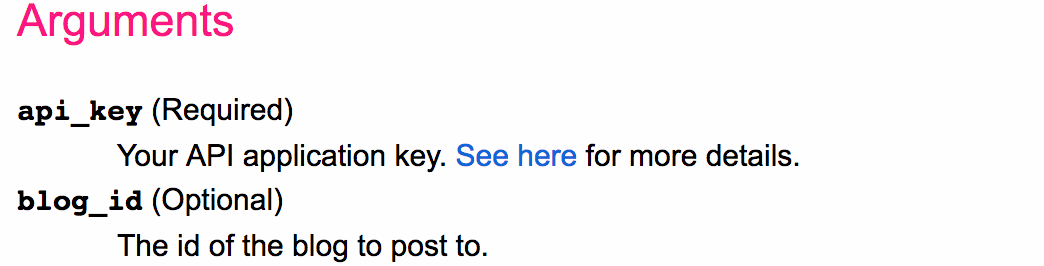 Arguments
api_key (Required)
Your API application key. See here for more details.
blog_id (Optional)
The id of the blog to post to.